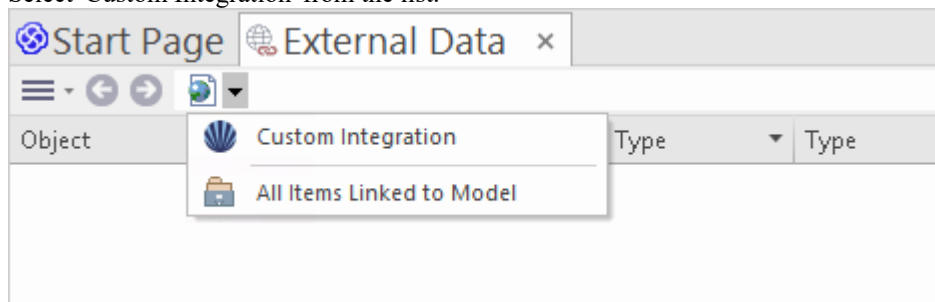 Select 'Custom Integration' from the list.
Start Page External Data ×
Object Type Type
Custom Integration
All Items Linked to Model